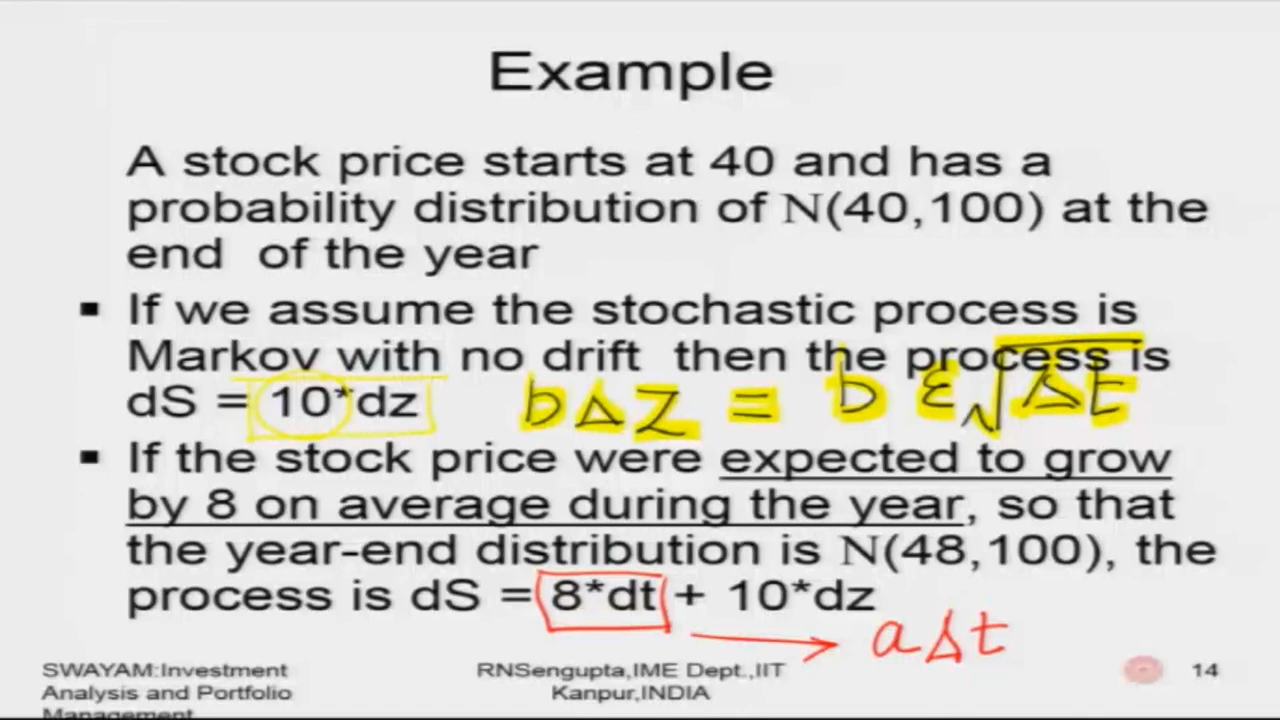 Example
A stock price starts at 40 and has a
probability distribution of N(40,100) at the
end of the year
▪ If we assume the stochastic process is
Markov with no drift then the process is
dS = 10*dz b Δ Z = b ε √Δt
▪ If the stock price were expected to grow
by 8 on average during the year, so that
the year-end distribution is N(48,100), the
process is dS = 8*dt + 10*dz
a Δ t
SWAYAM:Investment
Analysis and Portfolio
Management
RNSengupta,IME Dept.,IIT
Kanpur,INDIA
14